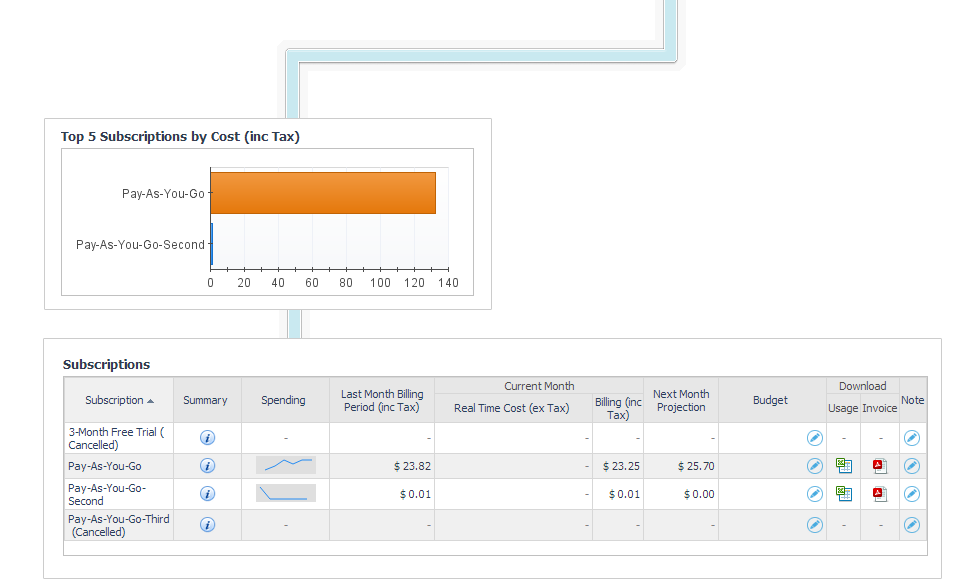 Top 5 Subscriptions by Cost (inc Tax)
Pay-As-You-Go
Pay-As-You-Go-Second
0 20 40 60 80 100 120 140
Subscriptions
Subscription Summary Spending Last Month Billing Period (inc Tax) Current Month Next Month Projection Budget Download Note
Real Time Cost (ex Tax) Billing (inc Tax) Usage Invoice
3-Month Free Trial (
Cancelled) - - - - - - -
Pay-As-You-Go $ 23.82 - $ 23.25 $ 25.70
Pay-As-You-Go-
Second $ 0.01 - $ 0.01 $ 0.00
Pay-As-You-Go-Third
(Cancelled) - - - - - - -